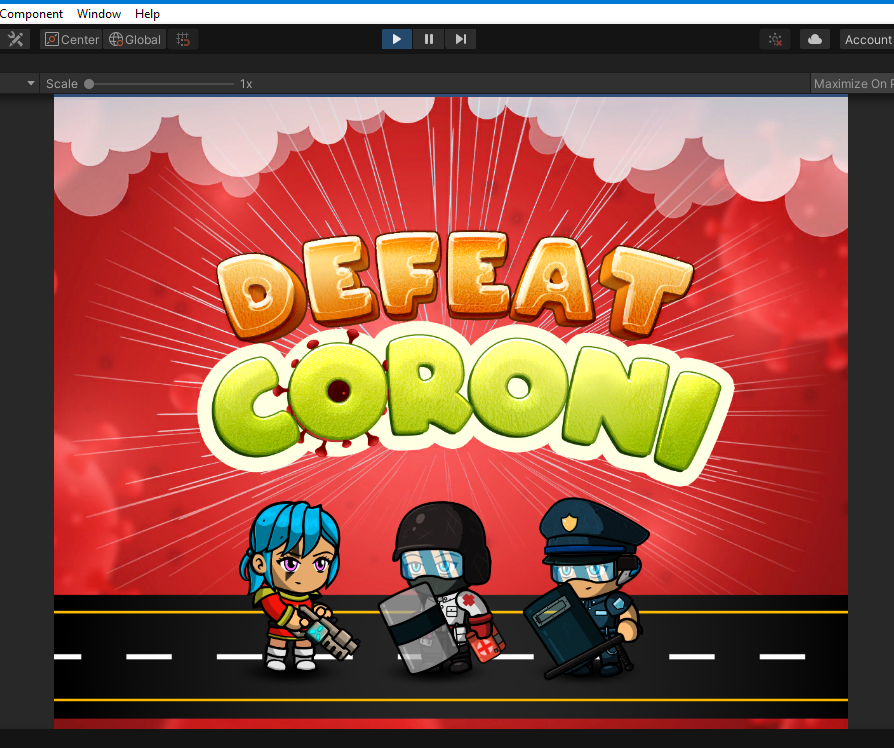 Component Window Help
Center Global Account
Scale 1x Maximize On
DEFEAT
CORONI